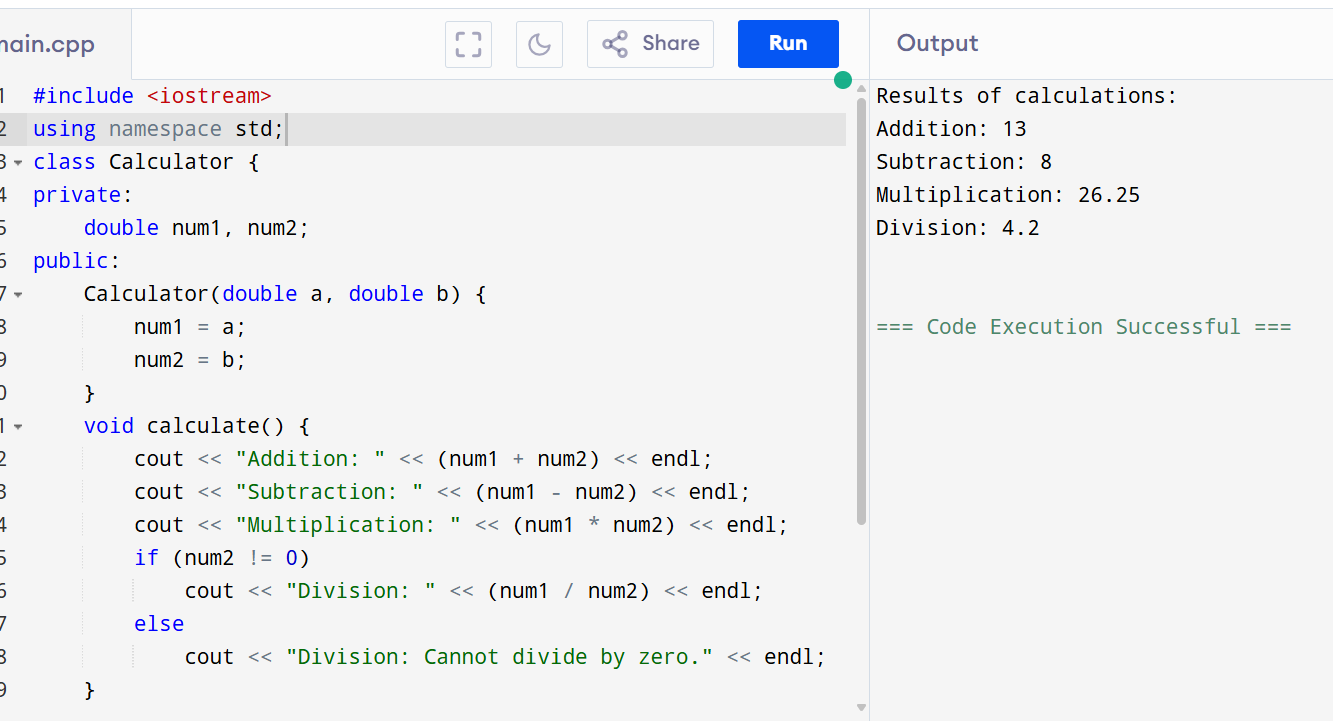 main.cpp
Share
Run
Output
1 #include <iostream>
2 using namespace std;
3 class Calculator {
4 private:
5     double num1, num2;
6 public:
7     Calculator(double a, double b) {
8         num1 = a;
9         num2 = b;
0     }
1     void calculate() {
2         cout << "Addition: " << (num1 + num2) << endl;
3         cout << "Subtraction: " << (num1 - num2) << endl;
4         cout << "Multiplication: " << (num1 * num2) << endl;
5         if (num2 != 0)
6             cout << "Division: " << (num1 / num2) << endl;
7         else
8             cout << "Division: Cannot divide by zero." << endl;
9     }
Results of calculations:
Addition: 13
Subtraction: 8
Multiplication: 26.25
Division: 4.2
=== Code Execution Successful ===